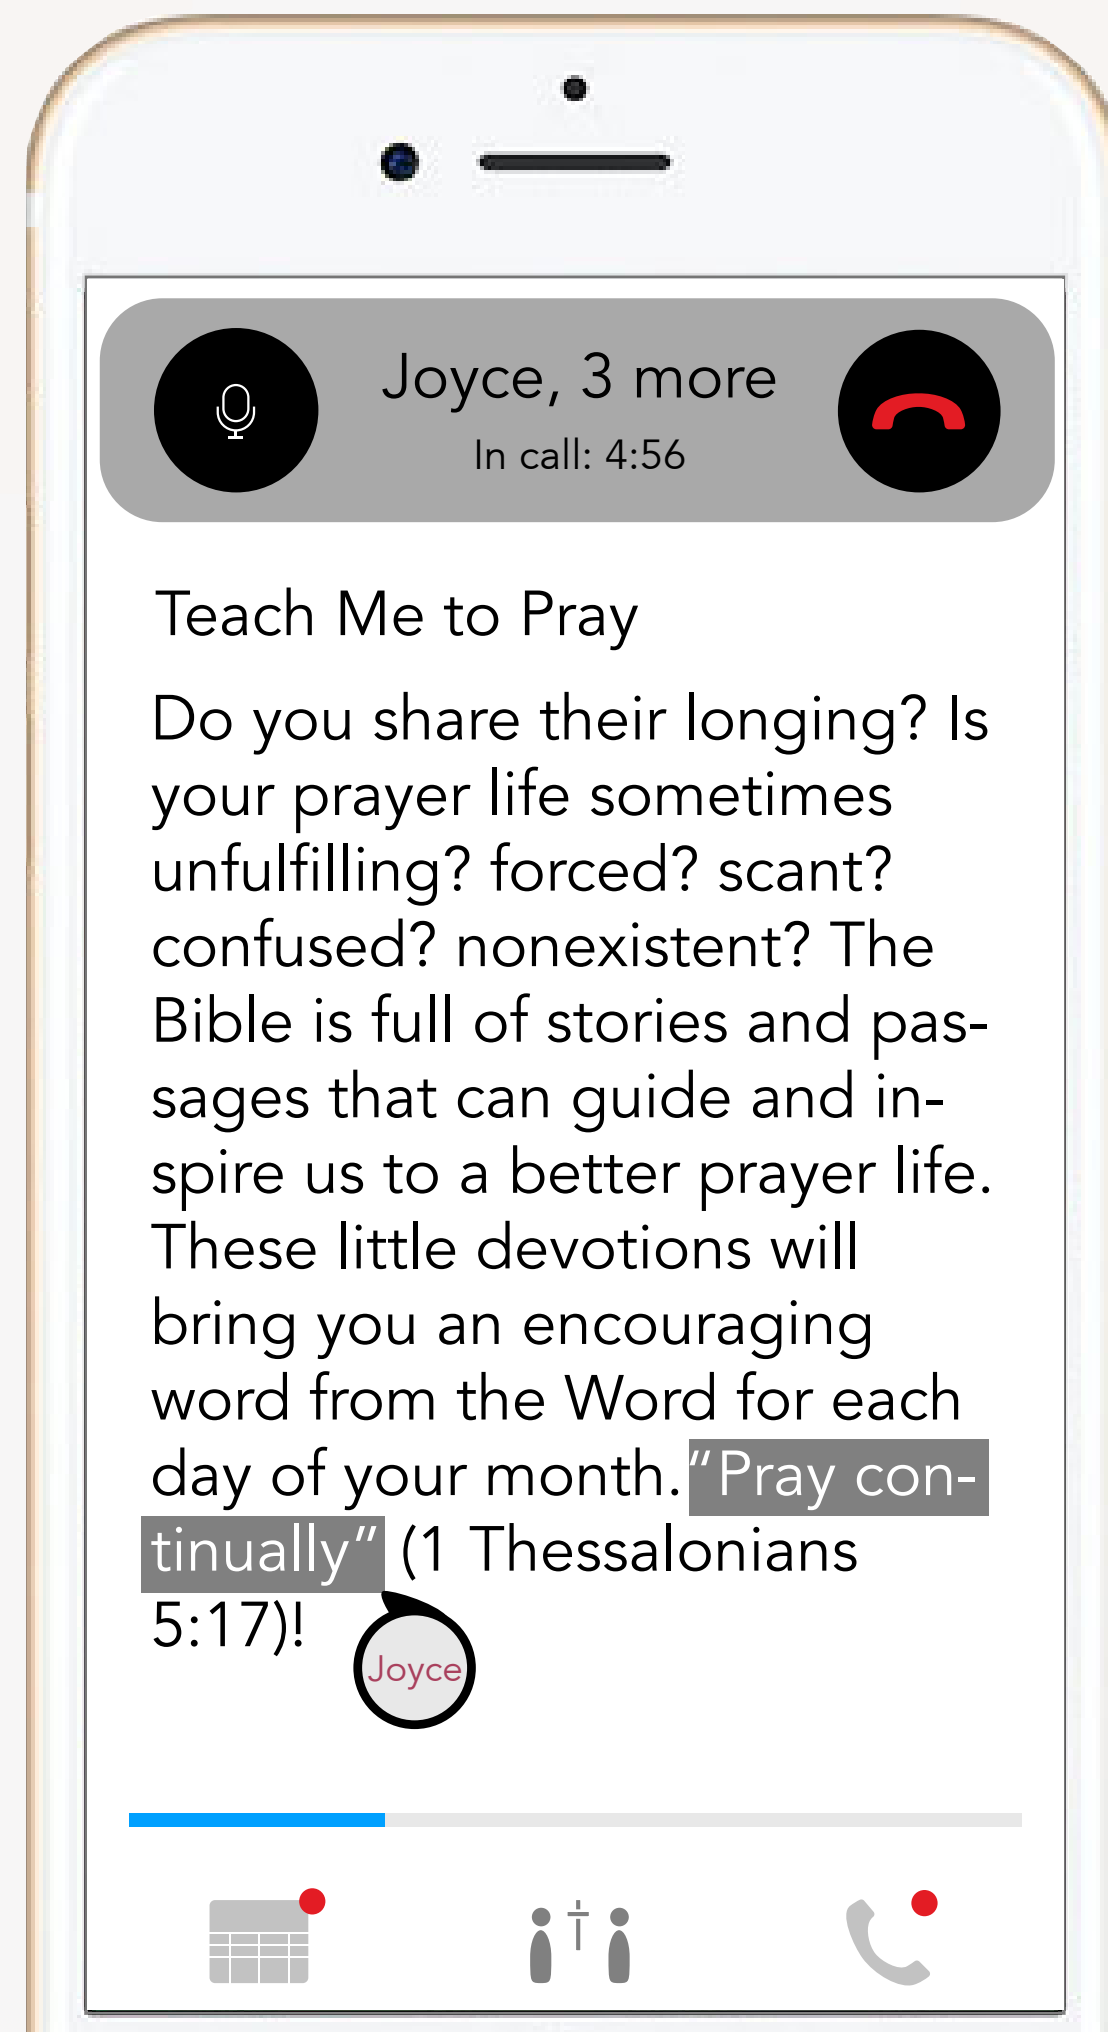 Joyce, 3 more
In call: 4:56
Teach Me to Pray
Do you share their longing? Is
your prayer life sometimes
unfulfilling? forced? scant?
confused? nonexistent? The
Bible is full of stories and pas-
sages that can guide and in-
spire us to a better prayer life.
These little devotions will
bring you an encouraging
word from the Word for each
day of your month. “Pray con-
tinually” (1 Thessalonians
5:17)!
Joyce